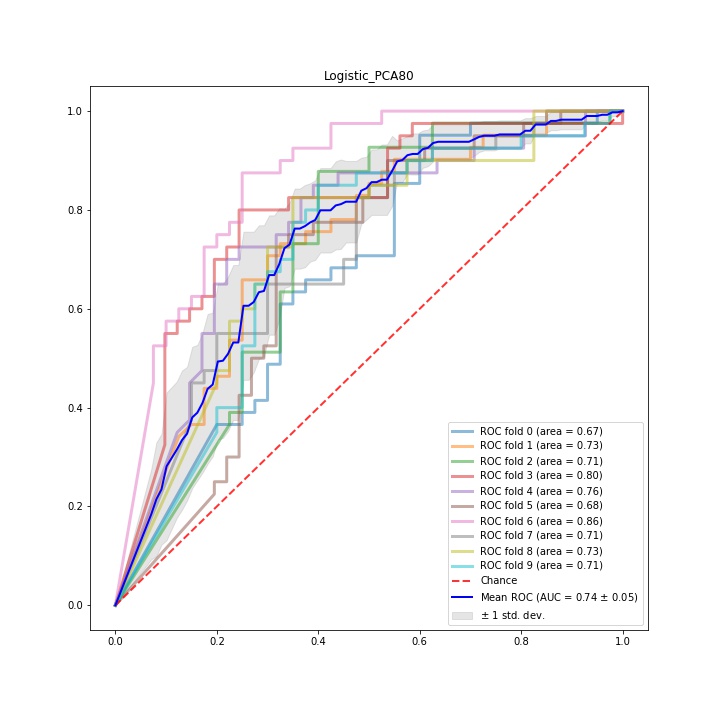 Logistic_PCA80
1.0
0.8
0.6
0.4
0.2
0.0
ROC fold 0 (area = 0.67)
ROC fold 1 (area = 0.73)
ROC fold 2 (area = 0.71)
ROC fold 3 (area = 0.80)
ROC fold 4 (area = 0.76)
ROC fold 5 (area = 0.68)
ROC fold 6 (area = 0.86)
ROC fold 7 (area = 0.71)
ROC fold 8 (area = 0.73)
ROC fold 9 (area = 0.71)
Chance
Mean ROC (AUC = 0.74 ± 0.05)
± 1 std. dev.
0.0 0.2 0.4 0.6 0.8 1.0